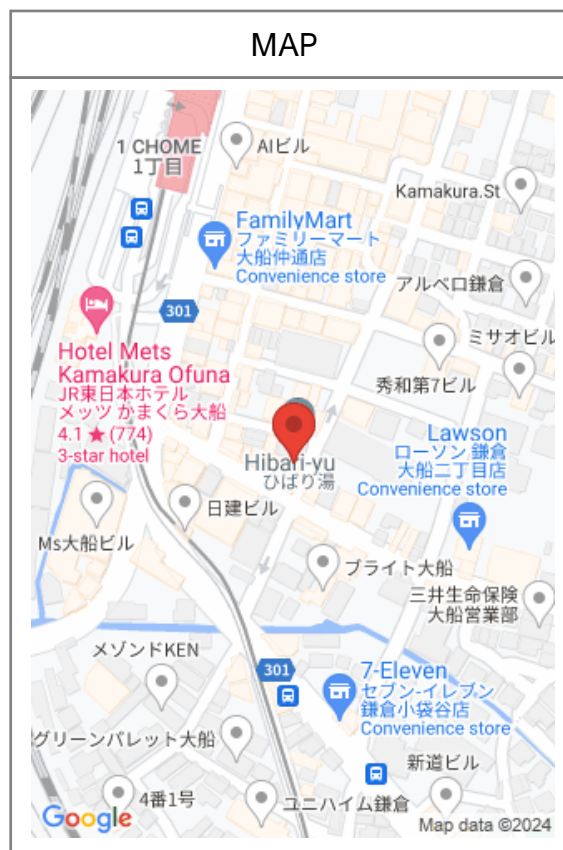 MAP
1 CHOME
1丁目
AIビル
Kamakura.St
FamilyMart
ファミリーマート
大船仲通店
Convenience store
アルベロ鎌倉
301
ミサオビル
Hotel Mets
Kamakura Ofuna
JR東日本ホテル
メッツ かまくら大船
4.1 ★ (774)
3-star hotel
秀和第7ビル
Lawson
ローソン 鎌倉
大船二丁目店
Convenience store
Hibari-yu
ひばり湯
日建ビル
Ms大船ビル
ブライト大船
三井生命保険
大船営業部
メゾンドKEN
301
7-Eleven
セブン-イレブン
鎌倉小袋谷店
Convenience store
グリーンパレット大船
新道ビル
4番1号
ユニハイム鎌倉
Google
Map data ©2024